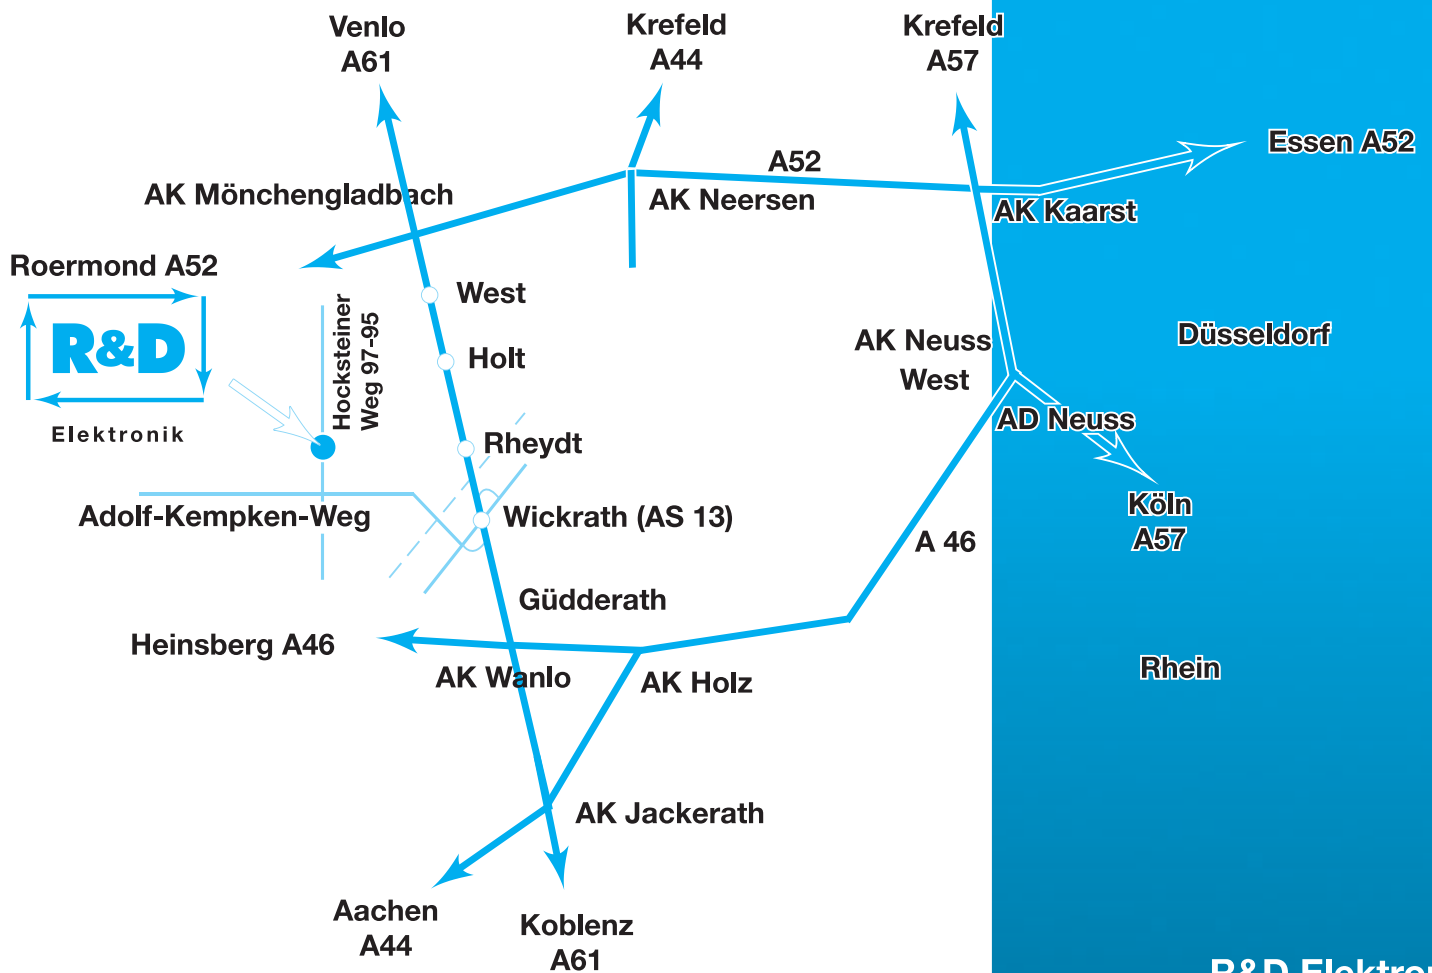 Venlo
A61
Krefeld
A44
Krefeld
A57
Essen A52
A52
AK Mönchengladbach
AK Neersen
AK Kaarst
Roermond A52
West
Hocksteiner
Weg 97-95
R&D
Elektronik
Holt
AK Neuss
West
Düsseldorf
AD Neuss
Rheydt
Köln
A57
Adolf-Kempken-Weg
Wickrath (AS 13)
A 46
Güdderath
Heinsberg A46
AK Wanlo
AK Holz
Rhein
AK Jackerath
Aachen
A44
Koblenz
A61
R&D